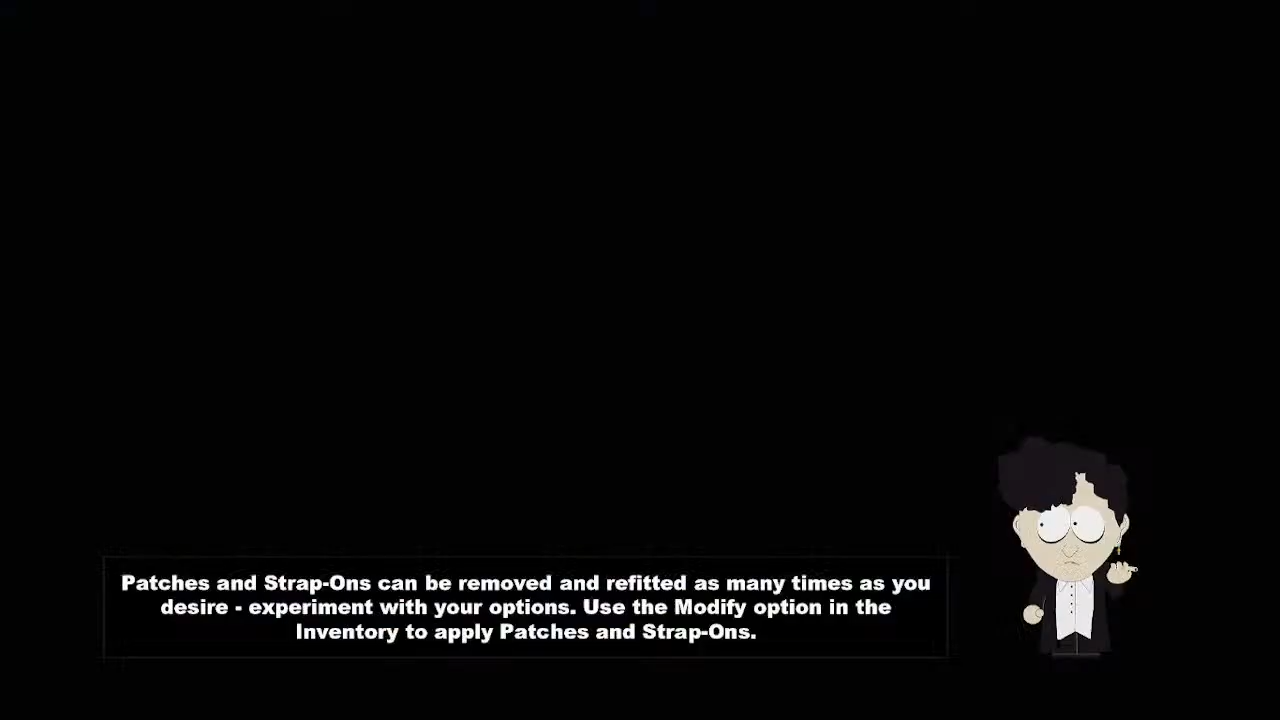 Patches and Strap-Ons can be removed and refitted as many times as you
desire - experiment with your options. Use the Modify option in the
Inventory to apply Patches and Strap-Ons.